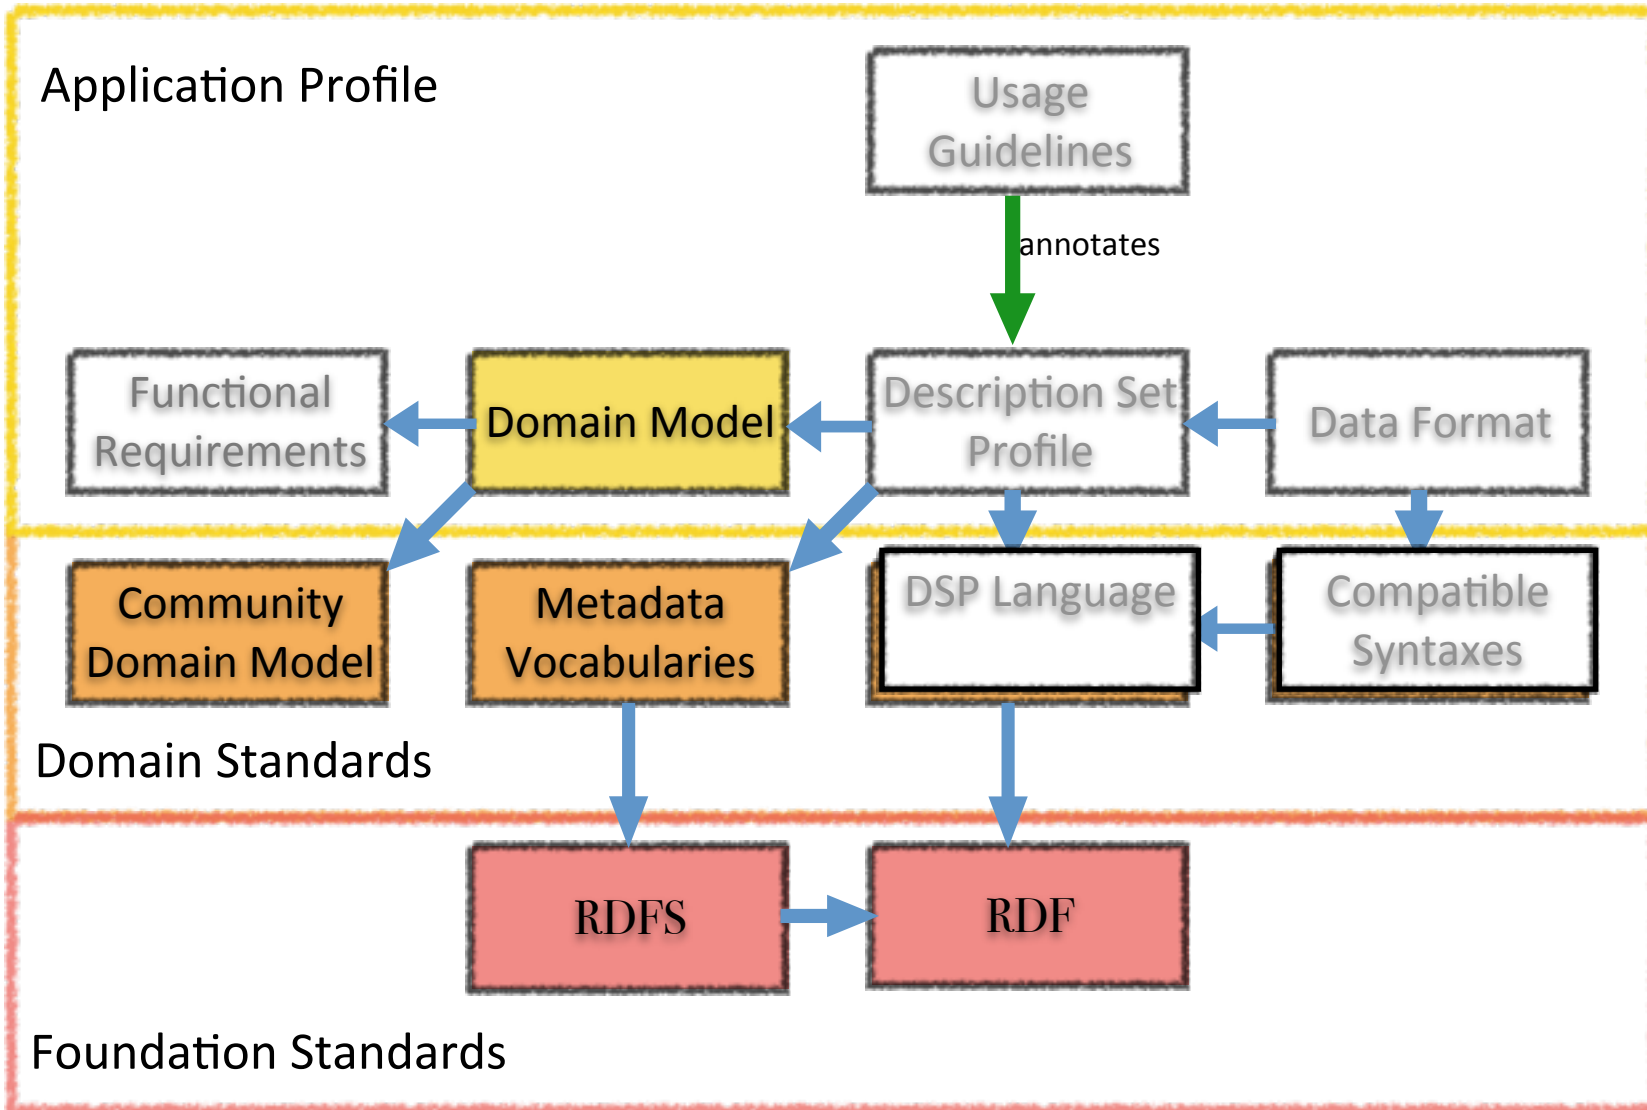 Application Profile
Usage
Guidelines
annotates
Functional
Requirements
Domain Model
Description Set
Profile
Data Format
Community
Domain Model
Metadata
Vocabularies
DSP Language
Compatible
Syntaxes
Domain Standards
RDFS
RDF
Foundation Standards